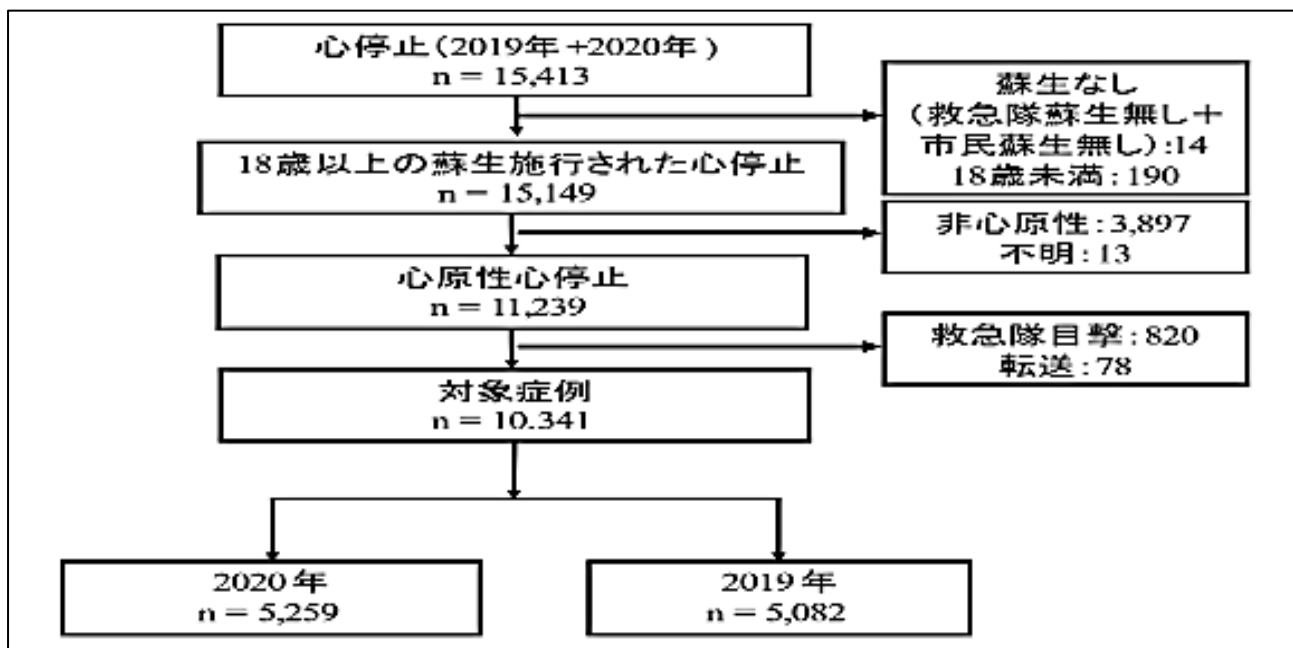 心停止(2019年+2020年)
n = 15,413
蘇生なし
(救急隊蘇生無し+
市民蘇生無し):14
18歳未満:190
18歳以上の蘇生施行された心停止
n = 15,149
非心原性:3,897
不明:13
心原性心停止
n = 11,239
救急隊目撃:820
転送:78
対象症例
n = 10.341
2020年
n = 5,259
2019年
n = 5,082